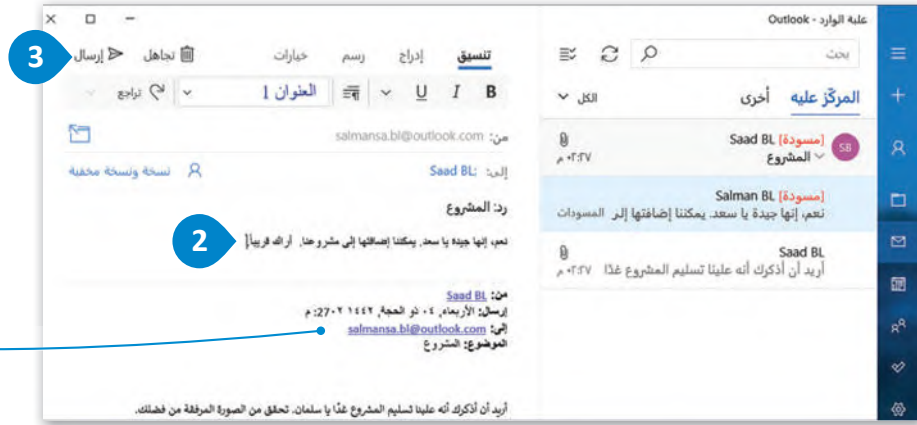 علبة الوارد - Outlook
بحث
المركّز عليه
أخرى
الكل
SB
[مسودة] Saad BL
المشروع
٠٢:٢٧ م
[مسودة] Salman BL
نعم، إنها جيدة يا سعد. يمكننا إضافتها إلى المسودات
Saad BL
أريد أن أذكرك أنه علينا تسليم المشروع غدًا ٠٢:٢٧ م
تنسيق إدراج رسم خيارات تجاهل إرسال
3
B I U العنوان 1 تراجع
من: salmansa.bl@outlook.com
إلى: Saad BL; نسخة ونسخة مخفية
رد: المشروع
نعم، إنها جيدة يا سعد. يمكننا إضافتها إلى مشروعنا. أراك قريباً.
2
من: Saad BL
إرسال: الأربعاء, ٠٤ ذو الحجة, ١٤٤٢ ٠٢:27 م
إلى: salmansa.bl@outlook.com
الموضوع: المشروع
أريد أن أذكرك أنه علينا تسليم المشروع غدًا يا سلمان. تحقق من الصورة المرفقة من فضلك.